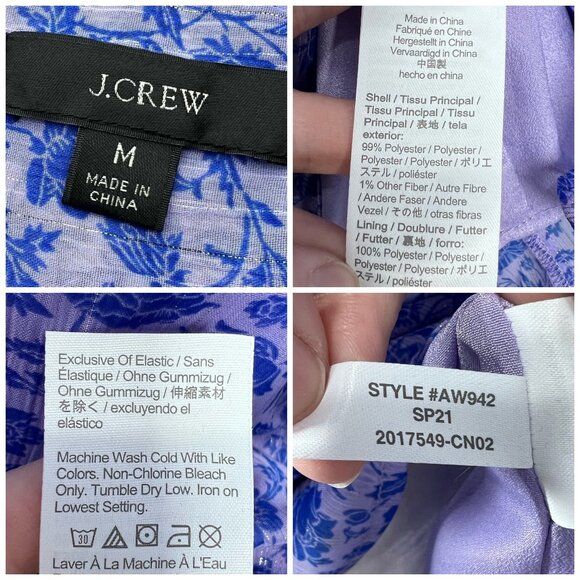 J.CREW
M
MADE IN
CHINA
Made in China
Fabriqué en Chine
Hergestellt in China
Vervaardigd in China
中国製
hecho en china
Shell / Tissu Principal /
Tissu Principal / Tissu
Principal / 表地 / tela
exterior:
99% Polyester / Polyester /
Polyester / Polyester / ポリエ
ステル / poliéster
1% Other Fiber / Autre Fibre
/ Andere Faser / Andere
Vezel / その他 / otras fibras
Lining / Doublure / Futter
/ Futter / 裏地 / forro:
100% Polyester / Polyester /
Polyester / Polyester / ポリエ
ステル / poliéster
Exclusive Of Elastic / Sans
Élastique / Ohne Gummizug /
Ohne Gummizug / 伸縮素材
を除く / excluyendo el
elástico
Machine Wash Cold With Like
Colors. Non-Chlorine Bleach
Only. Tumble Dry Low. Iron on
Lowest Setting.
30
Laver À La Machine À L'Eau
STYLE #AW942
SP21
2017549-CN02